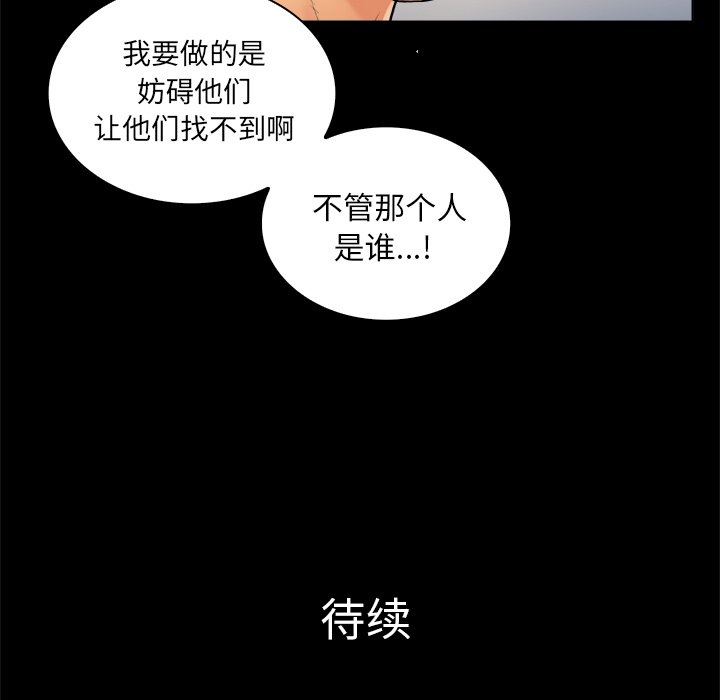 我要做的是
妨碍他们
让他们找不到啊
不管那个人
是谁...!
待续